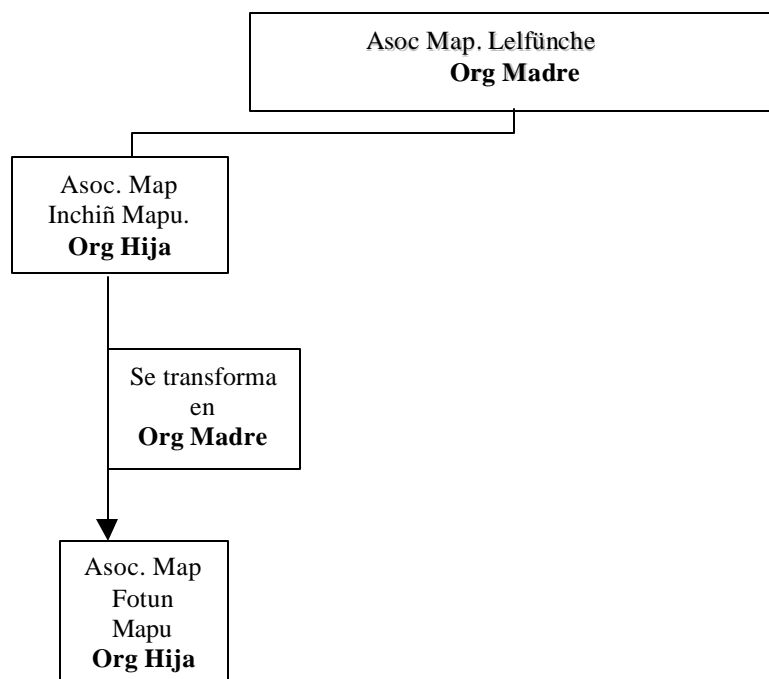 Asoc Map. Lelfünche
Org Madre
Asoc. Map
Inchiñ Mapu.
Org Hija
Se transforma
en
Org Madre
Asoc. Map
Fotun
Mapu
Org Hija